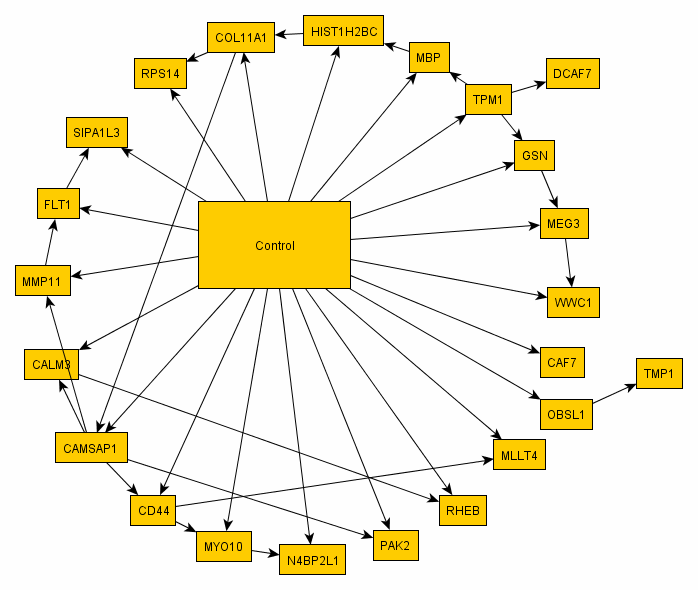 HIST1H2BC
COL11A1
MBP
RPS14
DCAF7
TPM1
SIPA1L3
GSN
FLT1
MEG3
Control
MMP11
WWC1
CALM3
CAF7
TMP1
OBSL1
CAMSAP1
MLLT4
CD44
RHEB
MYO10
PAK2
N4BP2L1